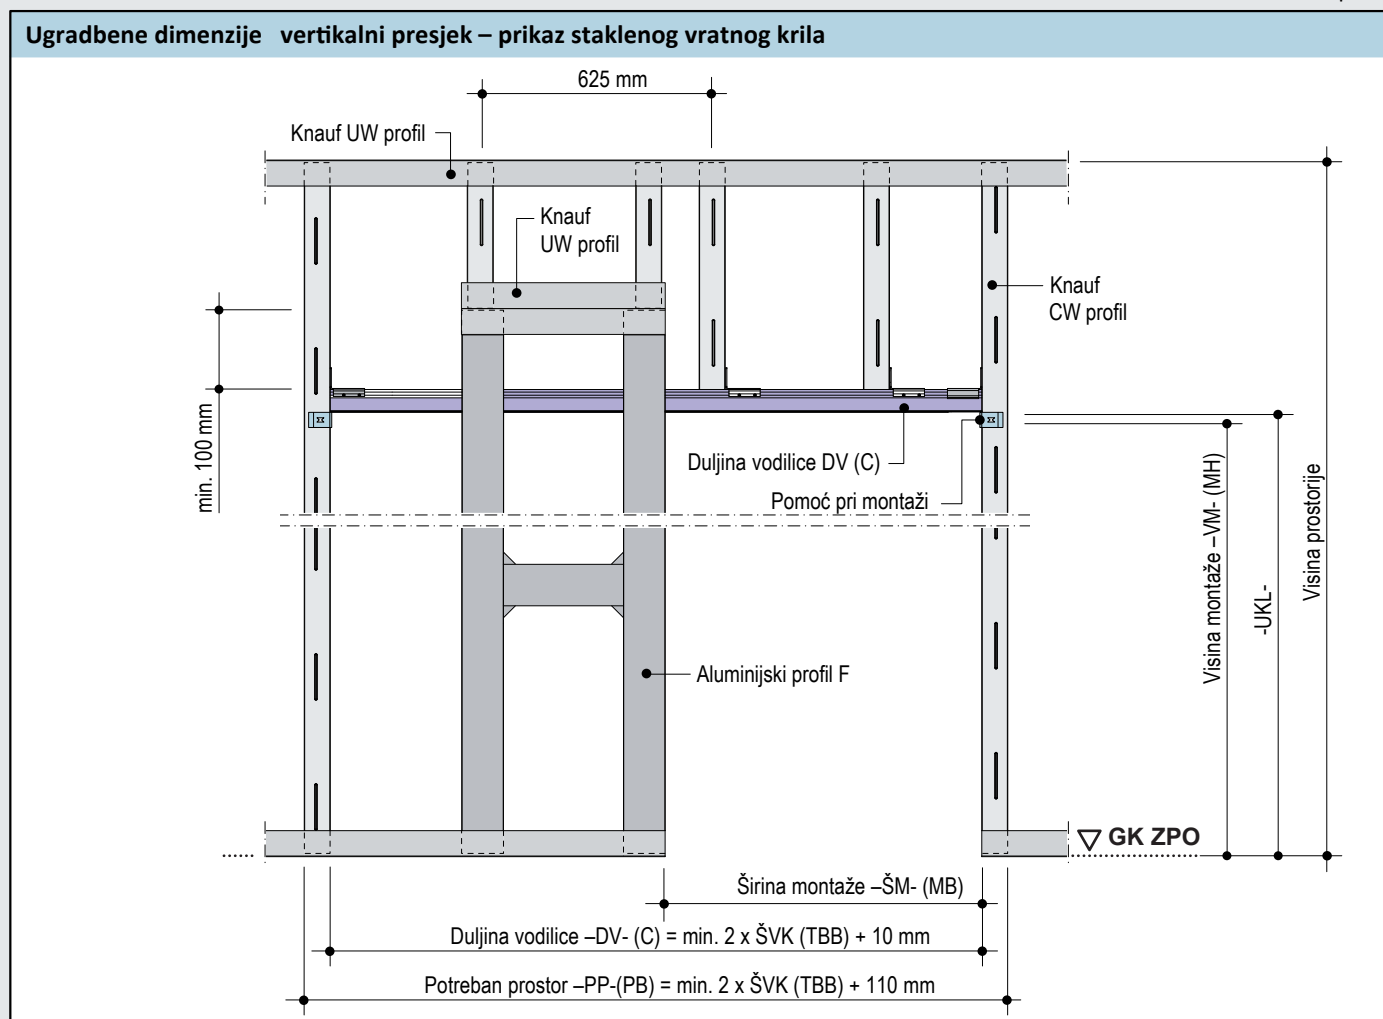 Ugradbene dimenzije vertikalni presjek – prikaz staklenog vratnog krila
625 mm
Knauf UW profil
Knauf
UW profil
Knauf
CW profil
min. 100 mm
Duljina vodilice DV (C)
Pomoć pri montaži
Visina montaže –VM- (MH)
-UKL-
Visina prostorije
Aluminijski profil F
GK ZPO
Širina montaže –ŠM- (MB)
Duljina vodilice –DV- (C) = min. 2 x ŠVK (TBB) + 10 mm
Potreban prostor –PP-(PB) = min. 2 x ŠVK (TBB) + 110 mm